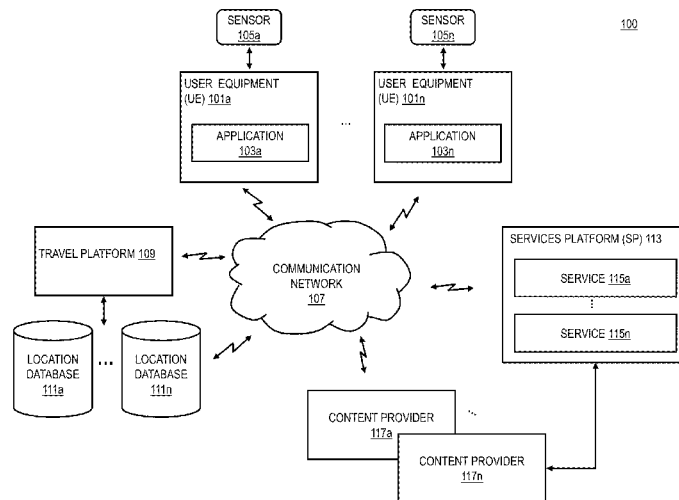 SENSOR
105a
SENSOR
105n
100
USER EQUIPMENT
(UE) 101a
APPLICATION
103a
...
USER EQUIPMENT
(UE) 101n
APPLICATION
103n
TRAVEL PLATFORM 109
COMMUNICATION
NETWORK
107
SERVICES PLATFORM (SP) 113
SERVICE 115a
...
SERVICE 115n
LOCATION
DATABASE
111a
...
LOCATION
DATABASE
111n
CONTENT PROVIDER
117a
...
CONTENT PROVIDER
117n